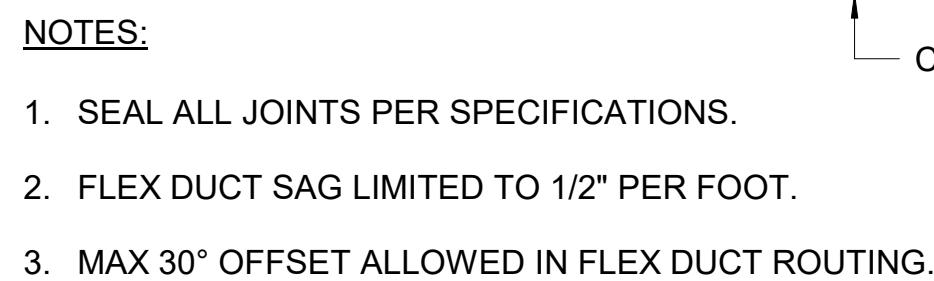 NOTES:
1. SEAL ALL JOINTS PER SPECIFICATIONS.
2. FLEX DUCT SAG LIMITED TO 1/2" PER FOOT.
3. MAX 30° OFFSET ALLOWED IN FLEX DUCT ROUTING.